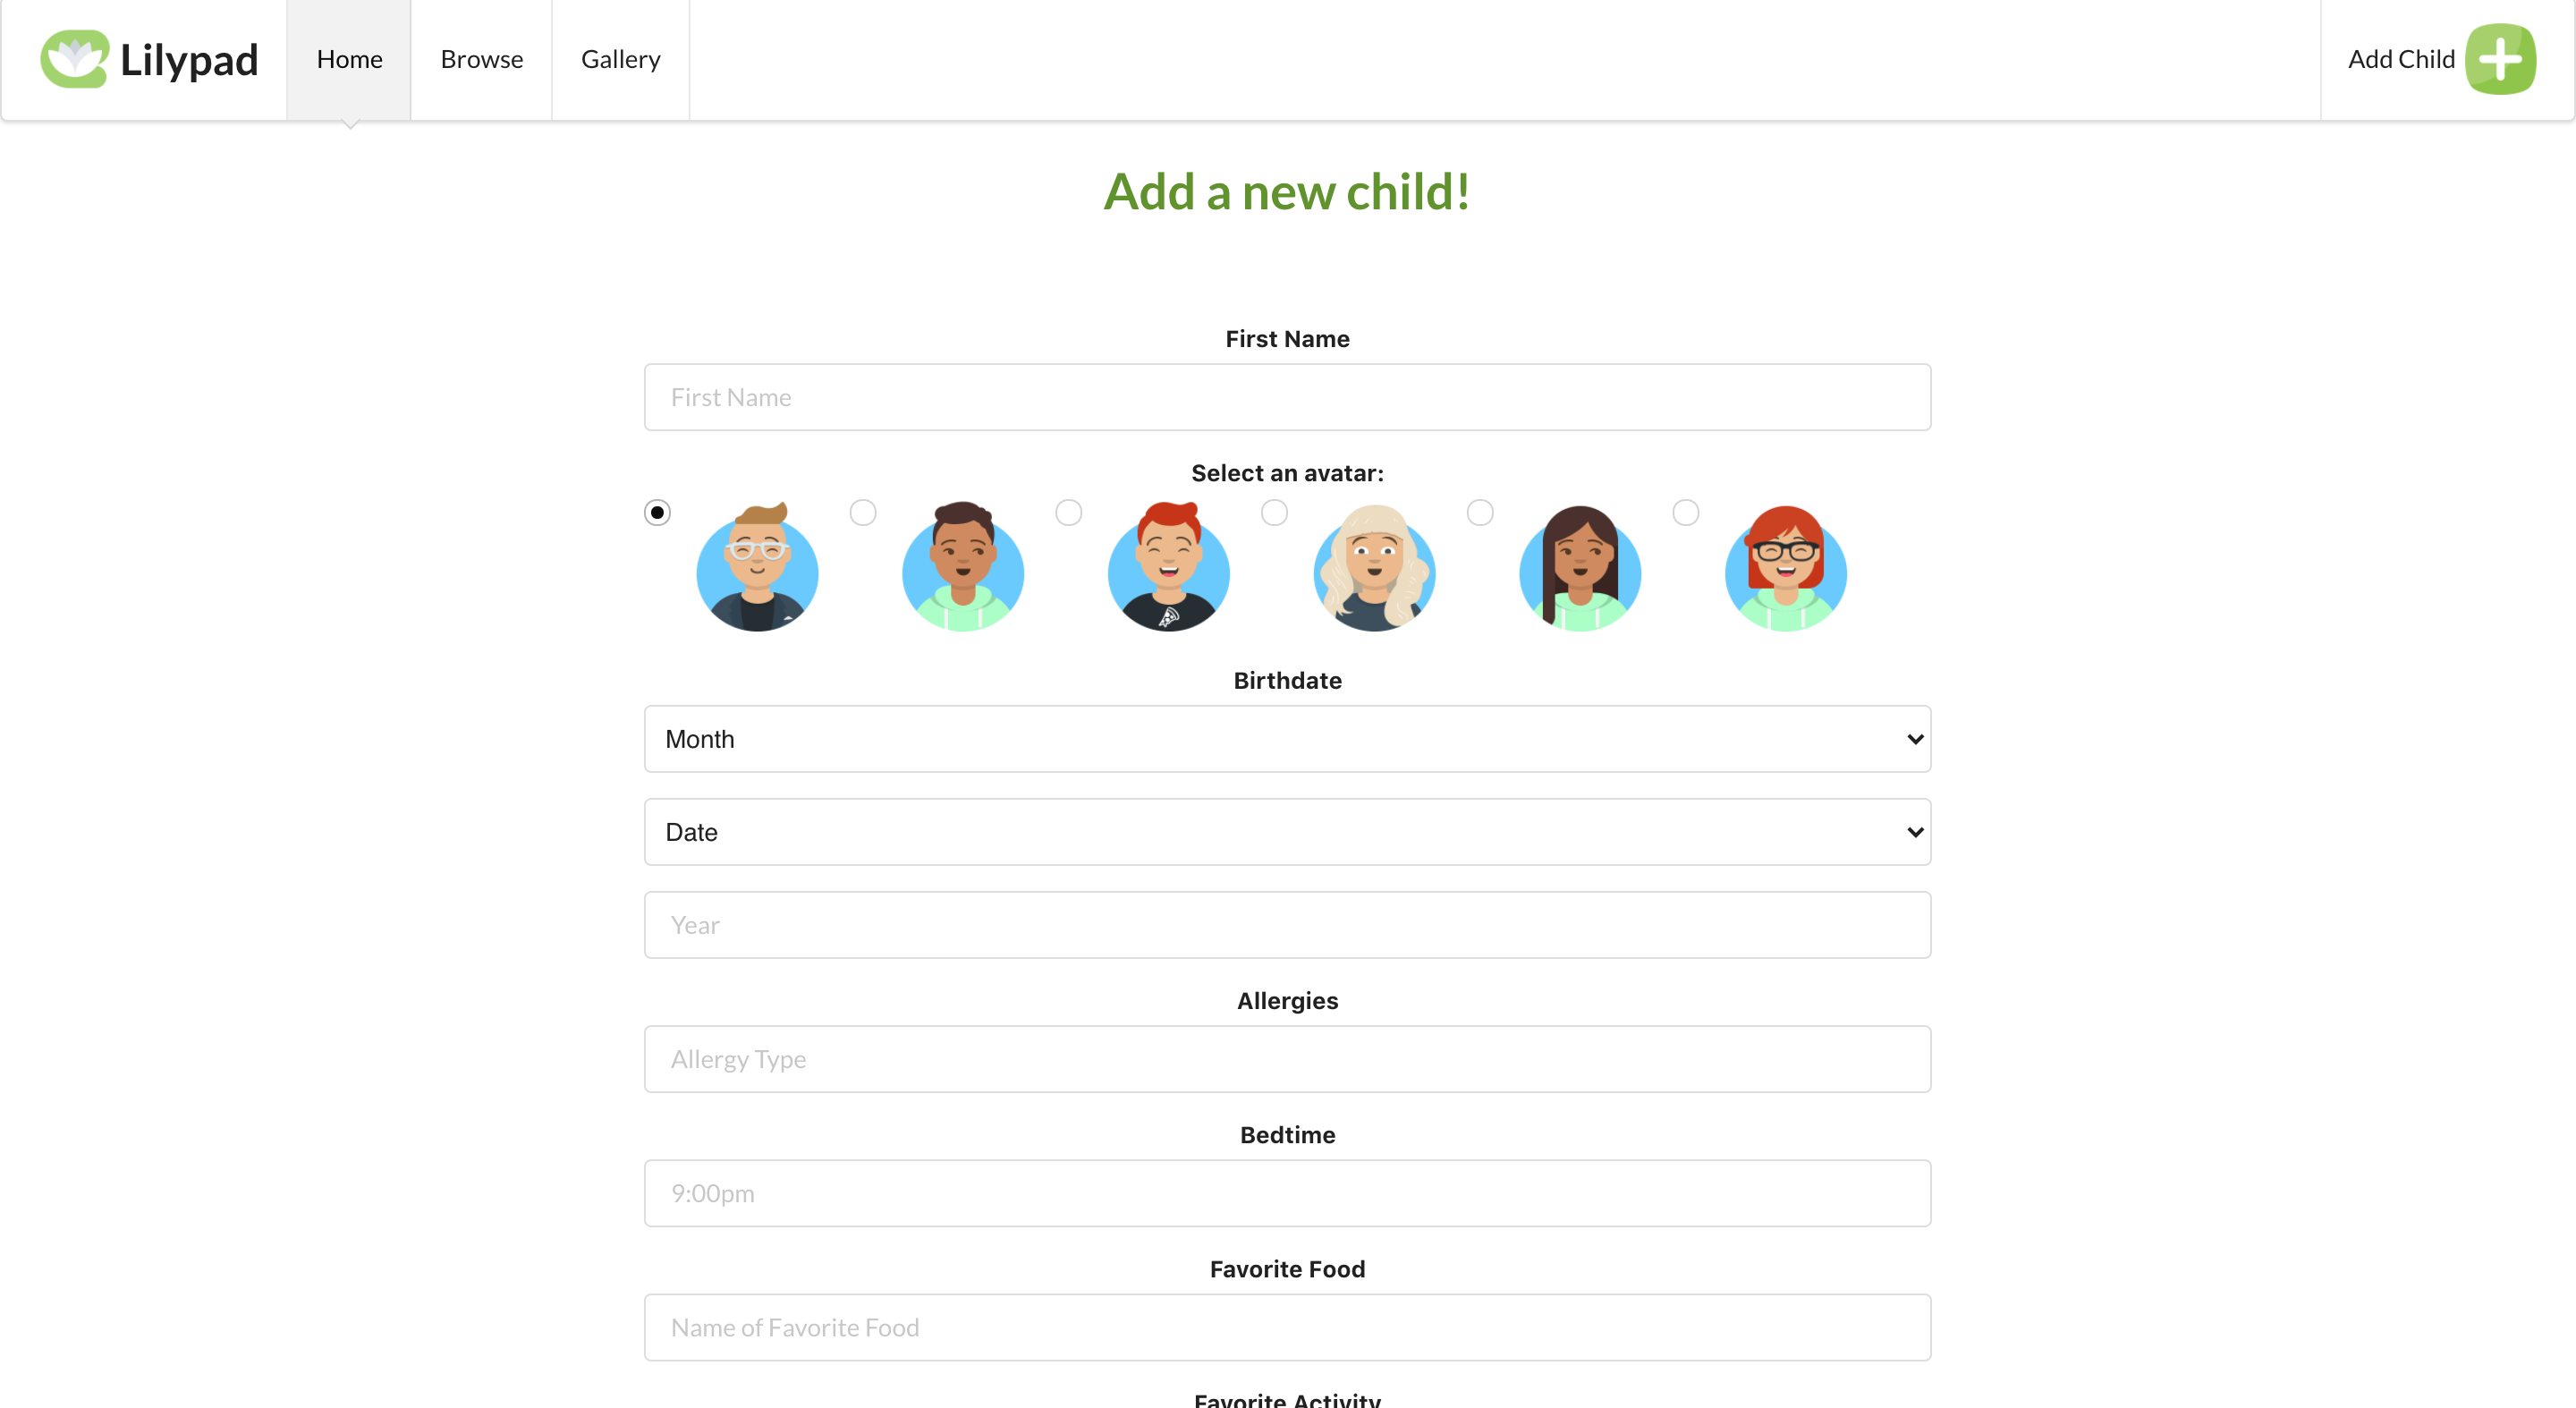 Lilypad
Home
Browse
Gallery
Add Child
Add a new child!
First Name
First Name
Select an avatar:
Birthdate
Month
Date
Year
Allergies
Allergy Type
Bedtime
9:00pm
Favorite Food
Name of Favorite Food
Favorite Activity